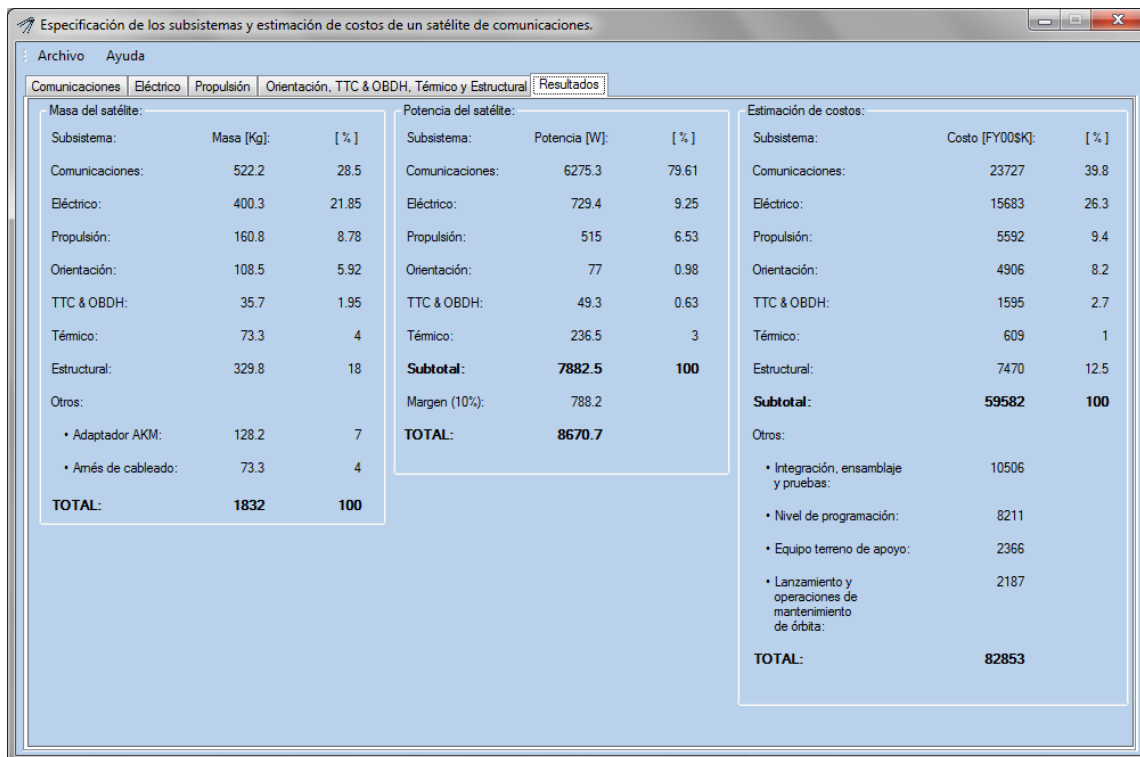 Especificación de los subsistemas y estimación de costos de un satélite de comunicaciones.
Archivo Ayuda
Comunicaciones Eléctrico Propulsión Orientación, TTC & OBDH, Térmico y Estructural Resultados
Masa del satélite:
Subsistema: Masa [Kg]: [ % ]
Comunicaciones: 522.2 28.5
Eléctrico: 400.3 21.85
Propulsión: 160.8 8.78
Orientación: 108.5 5.92
TTC & OBDH: 35.7 1.95
Térmico: 73.3 4
Estructural: 329.8 18
Otros:
• Adaptador AKM: 128.2 7
• Arnés de cableado: 73.3 4
TOTAL: 1832 100
Potencia del satélite:
Subsistema: Potencia [W]: [ % ]
Comunicaciones: 6275.3 79.61
Eléctrico: 729.4 9.25
Propulsión: 515 6.53
Orientación: 77 0.98
TTC & OBDH: 49.3 0.63
Térmico: 236.5 3
Subtotal: 7882.5 100
Margen (10%): 788.2
TOTAL: 8670.7
Estimación de costos:
Subsistema: Costo [FY00$K]: [ % ]
Comunicaciones: 23727 39.8
Eléctrico: 15683 26.3
Propulsión: 5592 9.4
Orientación: 4906 8.2
TTC & OBDH: 1595 2.7
Térmico: 609 1
Estructural: 7470 12.5
Subtotal: 59582 100
Otros:
• Integración, ensamblaje 10506
y pruebas:
• Nivel de programación: 8211
• Equipo terreno de apoyo: 2366
• Lanzamiento y 2187
operaciones de
mantenimiento
de órbita:
TOTAL: 82853